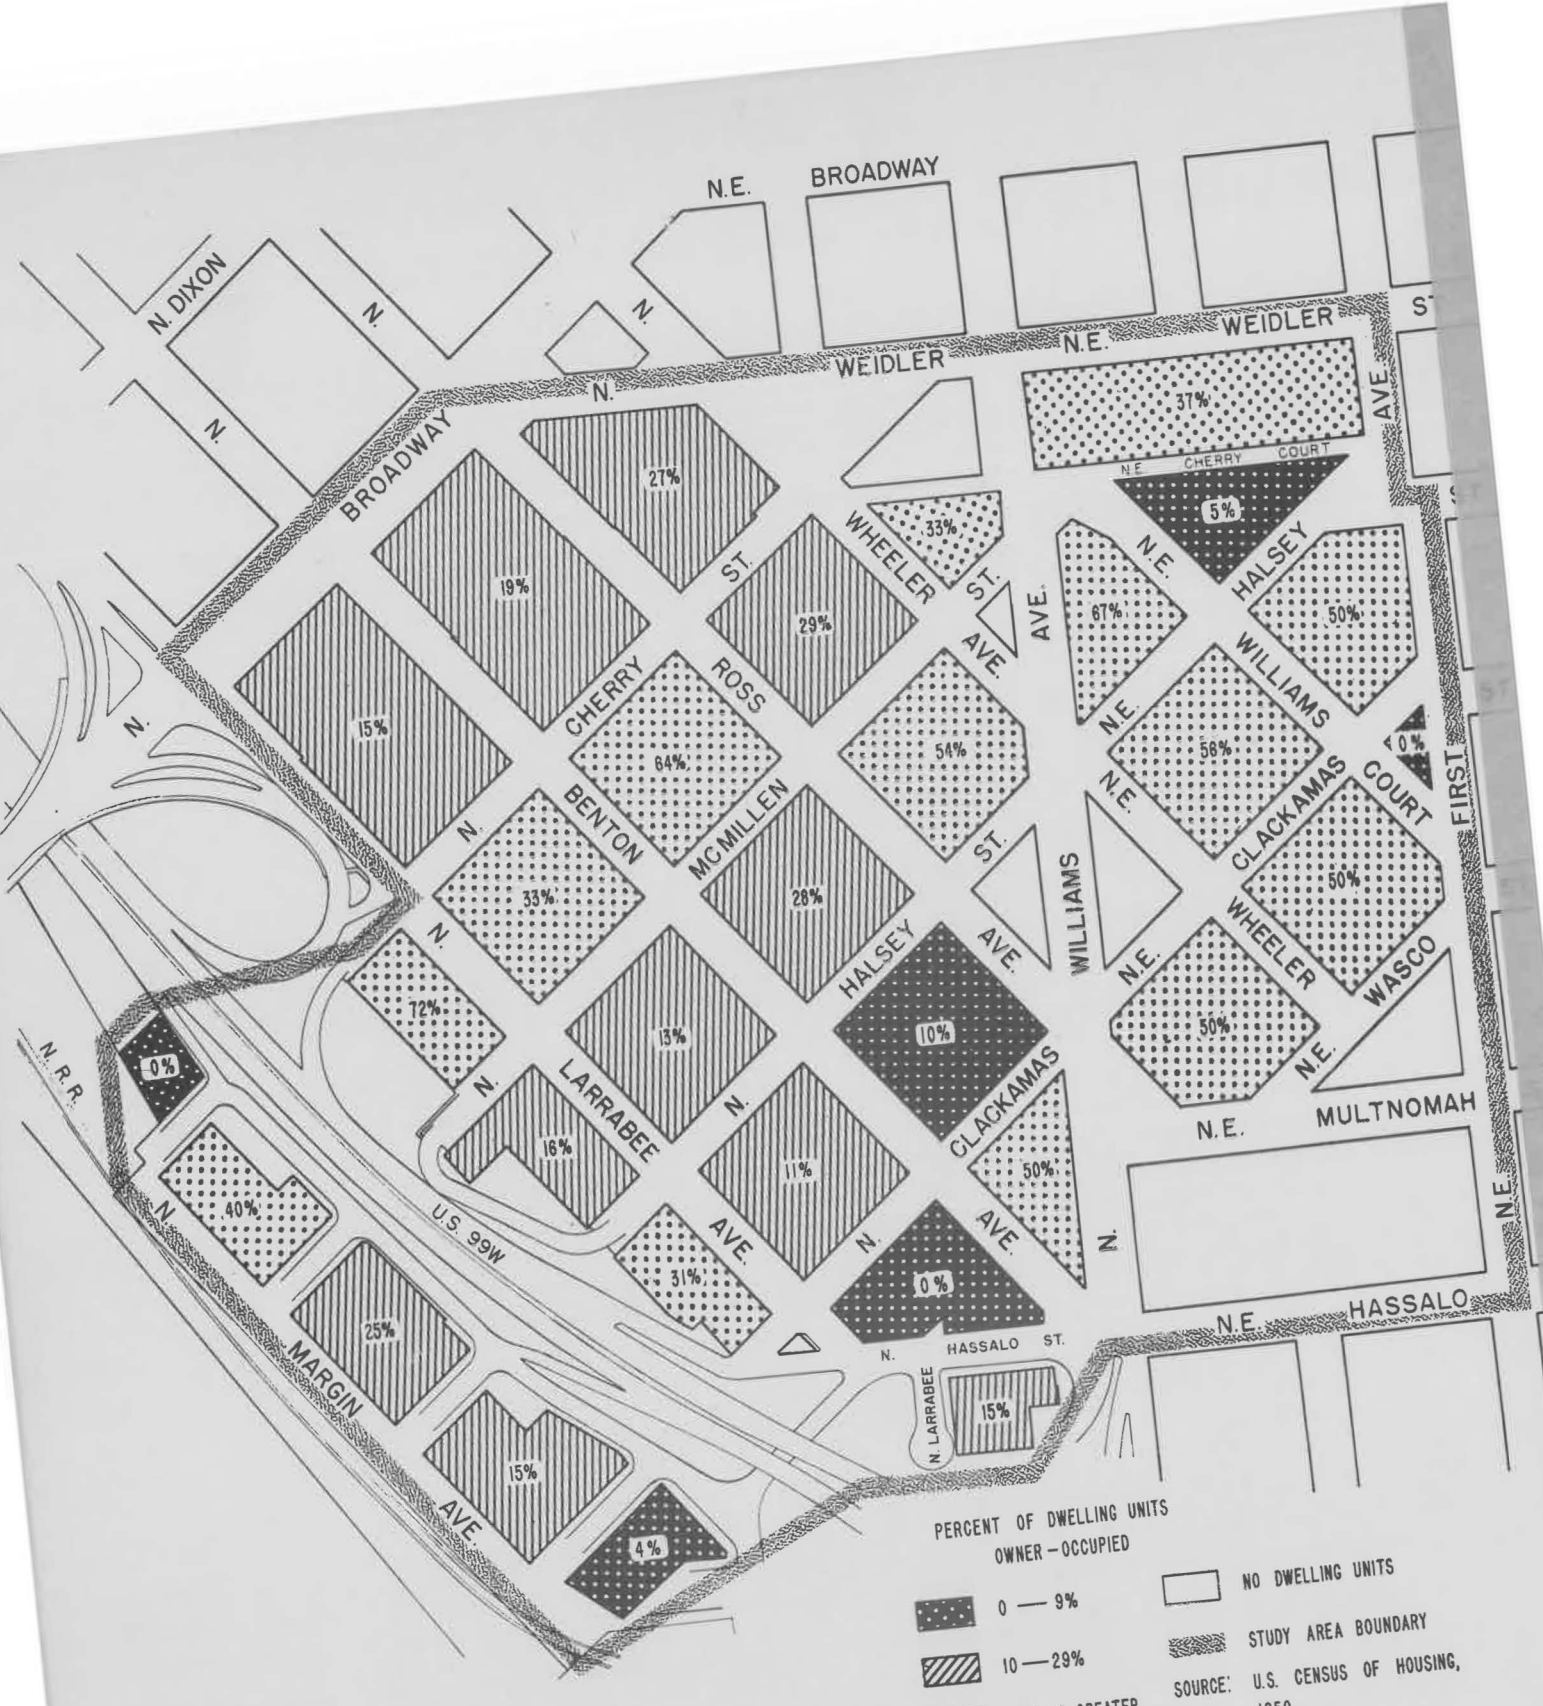 N.E. BROADWAY
N. DIXON
N.
N.
N.
WEIDLER
N.E.
WEIDLER
ST
N.
AVE.
BROADWAY
37%
N E CHERRY COURT
27%
5%
ST
WHEELER
33%
N.E.
HALSEY
ST.
19%
ST.
AVE.
67%
50%
29%
AVE.
WILLIAMS
CHERRY
ROSS
N.E.
ST
N.
15%
64%
54%
56%
0%
FIRST
BENTON
MCMILLEN
N.E.
CLACKAMAS
COURT
N.
ST.
WILLIAMS
33%
28%
50%
N.
HALSEY
AVE.
N.E.
WHEELER
WASCO
72%
13%
10%
50%
N.R.R.
0%
N.
LARRABEE
N.
CLACKAMAS
N.E.
MULTNOMAH
N.E.
16%
11%
50%
40%
N
U.S. 99W
AVE.
N.
AVE.
N.
N.E.
31%
0%
25%
N.E. HASSALO
MARGIN
N. HASSALO ST.
N. LARRABEE
15%
15%
AVE.
4%
PERCENT OF DWELLING UNITS
OWNER-OCCUPIED
0 — 9%
10 — 29%
NO DWELLING UNITS
STUDY AREA BOUNDARY
SOURCE: U.S. CENSUS OF HOUSING,